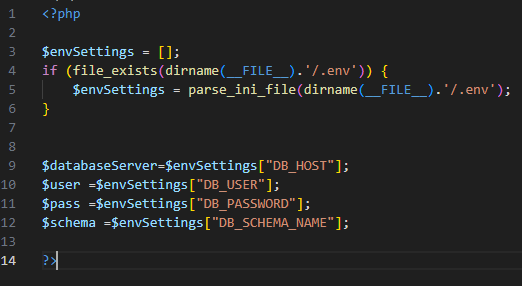 1 <?php
2
3 $envSettings = [];
4 if (file_exists(dirname(__FILE__).'/.env')) {
5     $envSettings = parse_ini_file(dirname(__FILE__).'/.env');
6 }
7
8
9 $databaseServer=$envSettings["DB_HOST"];
10 $user =$envSettings["DB_USER"];
11 $pass =$envSettings["DB_PASSWORD"];
12 $schema =$envSettings["DB_SCHEMA_NAME"];
13
14 ?>